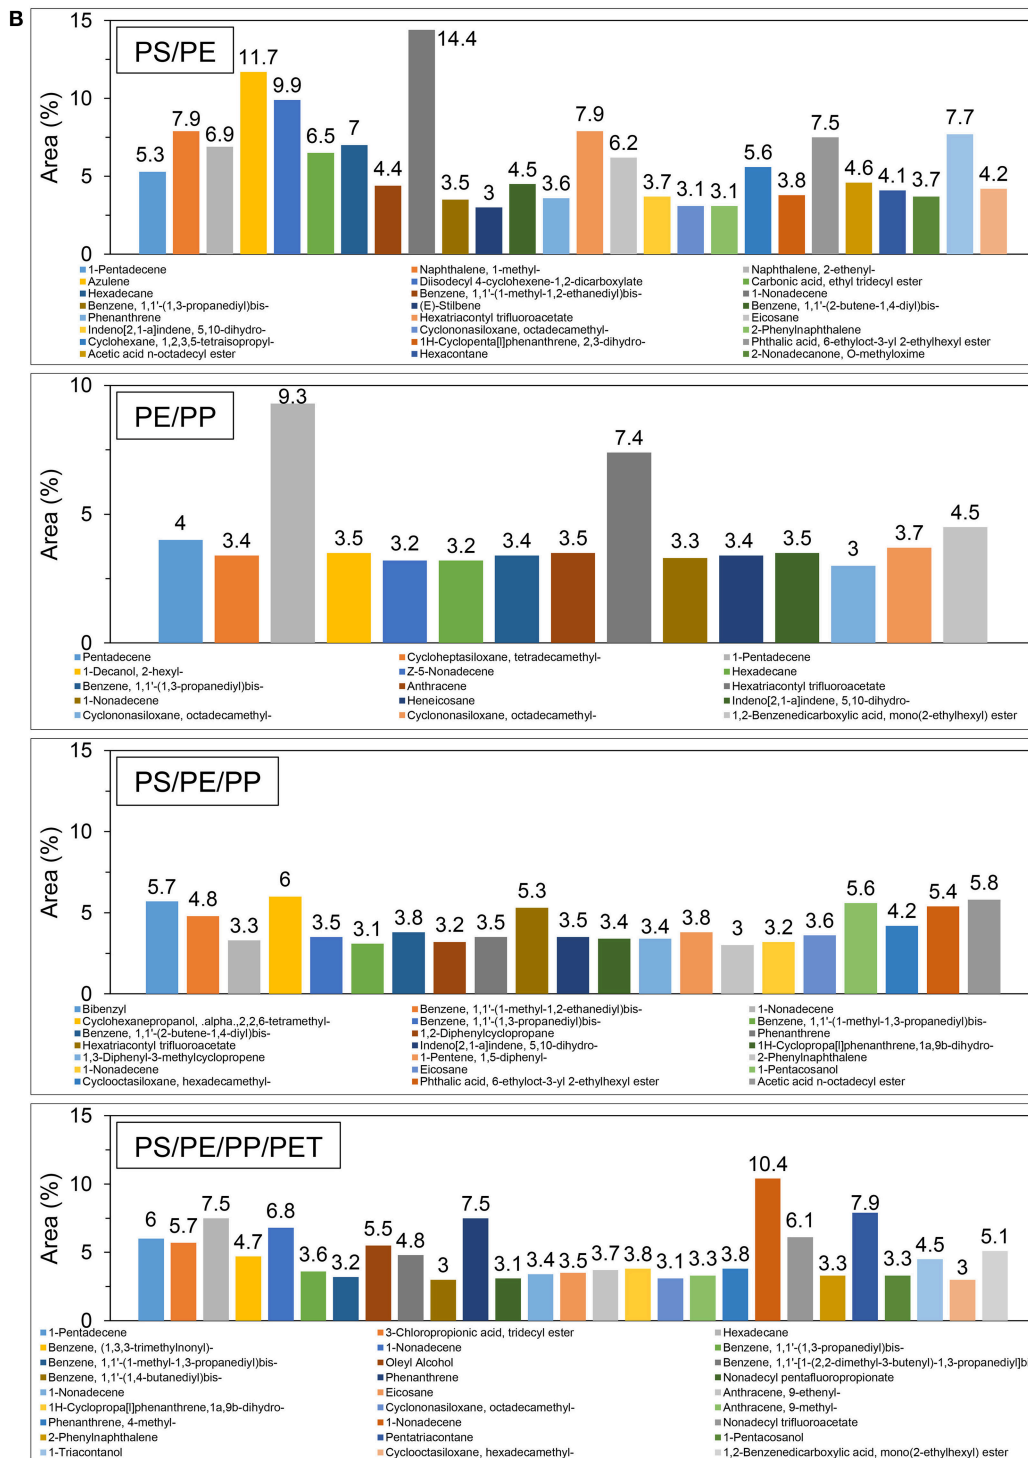 B
PS/PE
Area (%)
15
10
5
0
5.3 7.9 6.9 11.7 9.9 6.5 7 4.4 14.4 3.5 3 4.5 3.6 7.9 6.2 3.7 3.1 3.1 5.6 3.8 7.5 4.6 4.1 3.7 7.7 4.2
1-Pentadecene Naphthalene, 1-methyl- Naphthalene, 2-ethenyl-
Azulene Diisodecyl 4-cyclohexene-1,2-dicarboxylate Carbonic acid, ethyl tridecyl ester
Hexadecane Benzene, 1,1'-(1-methyl-1,2-ethanediyl)bis- 1-Nonadecene
Benzene, 1,1'-(1,3-propanediyl)bis- (E)-Stilbene Benzene, 1,1'-(2-butene-1,4-diyl)bis-
Phenanthrene Hexatriacontyl trifluoroacetate Eicosane
Indeno[2,1-a]indene, 5,10-dihydro- Cyclononasiloxane, octadecamethyl- 2-Phenylnaphthalene
Cyclohexane, 1,2,3,5-tetraisopropyl- 1H-Cyclopenta[l]phenanthrene, 2,3-dihydro- Phthalic acid, 6-ethyloct-3-yl 2-ethylhexyl ester
Acetic acid n-octadecyl ester Hexacontane 2-Nonadecanone, O-methyloxime
PE/PP
Area (%)
10
5
0
4 3.4 9.3 3.5 3.2 3.2 3.4 3.5 7.4 3.3 3.4 3.5 3 3.7 4.5
Pentadecene Cycloheptasiloxane, tetradecamethyl- 1-Pentadecene
1-Decanol, 2-hexyl- Z-5-Nonadecene Hexadecane
Benzene, 1,1'-(1,3-propanediyl)bis- Anthracene Hexatriacontyl trifluoroacetate
1-Nonadecene Heneicosane Indeno[2,1-a]indene, 5,10-dihydro-
Cyclononasiloxane, octadecamethyl- Cyclononasiloxane, octadecamethyl- 1,2-Benzenedicarboxylic acid, mono(2-ethylhexyl) ester
PS/PE/PP
Area (%)
15
10
5
0
5.7 4.8 3.3 6 3.5 3.1 3.8 3.2 3.5 5.3 3.5 3.4 3.4 3.8 3 3.2 3.6 5.6 4.2 5.4 5.8
Bibenzyl Benzene, 1,1'-(1-methyl-1,2-ethanediyl)bis- 1-Nonadecene
Cyclohexanepropanol, .alpha.,2,2,6-tetramethyl- Benzene, 1,1'-(1,3-propanediyl)bis- Benzene, 1,1'-(1-methyl-1,3-propanediyl)bis-
Benzene, 1,1'-(2-butene-1,4-diyl)bis- 1,2-Diphenylcyclopropane Phenanthrene
Hexatriacontyl trifluoroacetate Indeno[2,1-a]indene, 5,10-dihydro- 1H-Cyclopropa[l]phenanthrene,1a,9b-dihydro-
1,3-Diphenyl-3-methylcyclopropene 1-Pentene, 1,5-diphenyl- 2-Phenylnaphthalene
1-Nonadecene Eicosane 1-Pentacosanol
Cyclooctasiloxane, hexadecamethyl- Phthalic acid, 6-ethyloct-3-yl 2-ethylhexyl ester Acetic acid n-octadecyl ester
PS/PE/PP/PET
Area (%)
15
10
5
0
6 5.7 7.5 4.7 6.8 3.6 3.2 5.5 4.8 3 7.5 3.1 3.4 3.5 3.7 3.8 3.1 3.3 3.8 10.4 6.1 3.3 7.9 3.3 4.5 3 5.1
1-Pentadecene 3-Chloropropionic acid, tridecyl ester Hexadecane
Benzene, (1,3,3-trimethylnonyl)- 1-Nonadecene Benzene, 1,1'-(1,3-propanediyl)bis-
Benzene, 1,1'-(1-methyl-1,3-propanediyl)bis- Oleyl Alcohol Benzene, 1,1'-[1-(2,2-dimethyl-3-butenyl)-1,3-propanediyl]bi
Benzene, 1,1'-(1,4-butanediyl)bis- Phenanthrene Nonadecyl pentafluoropropionate
1-Nonadecene Eicosane Anthracene, 9-ethenyl-
1H-Cyclopropa[l]phenanthrene,1a,9b-dihydro- Cyclononasiloxane, octadecamethyl- Anthracene, 9-methyl-
Phenanthrene, 4-methyl- 1-Nonadecene Nonadecyl trifluoroacetate
2-Phenylnaphthalene Pentatriacontane 1-Pentacosanol
1-Triacontanol Cyclooctasiloxane, hexadecamethyl- 1,2-Benzenedicarboxylic acid, mono(2-ethylhexyl) ester